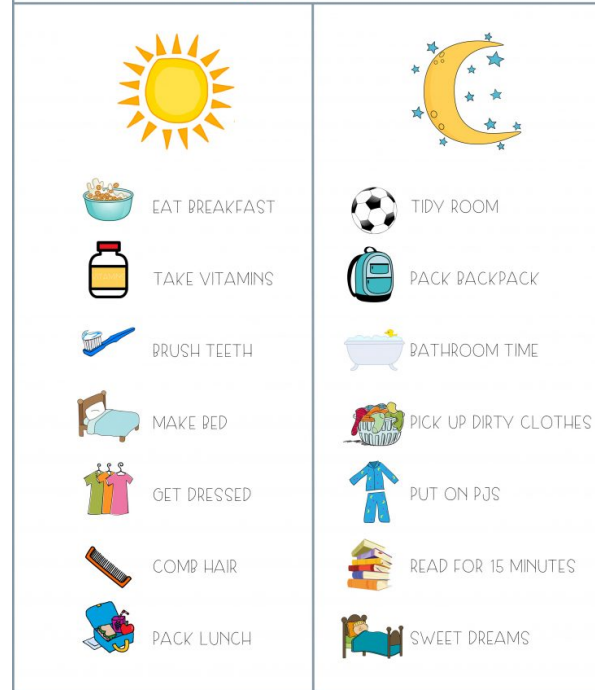 EAT BREAKFAST
TAKE VITAMINS
BRUSH TEETH
MAKE BED
GET DRESSED
COMB HAIR
PACK LUNCH
TIDY ROOM
PACK BACKPACK
BATHROOM TIME
PICK UP DIRTY CLOTHES
PUT ON PJS
READ FOR 15 MINUTES
SWEET DREAMS